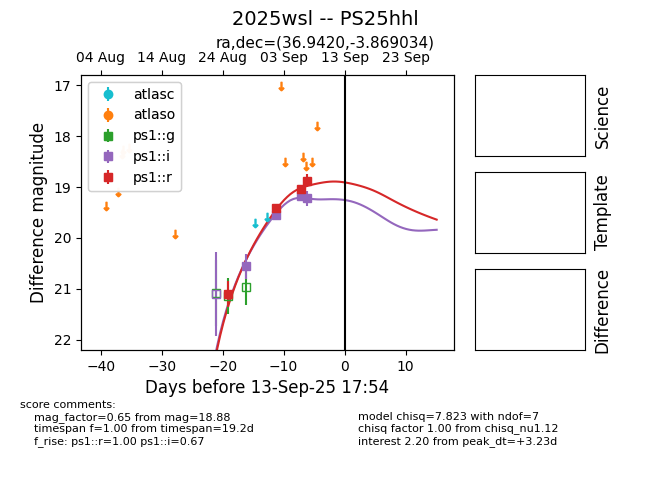 2025wsl -- PS25hhl
ra,dec=(36.9420,-3.869034)
04 Aug 14 Aug 24 Aug 03 Sep 13 Sep 23 Sep
17
18
19
20
21
22
Difference magnitude
atlasc
atlaso
ps1::g
ps1::i
ps1::r
−40 −30 −20 −10 0 10
Days before 13-Sep-25 17:54
Science
Template
Difference
score comments:
mag_factor=0.65 from mag=18.88
timespan f=1.00 from timespan=19.2d
f_rise: ps1::r=1.00 ps1::i=0.67
model chisq=7.823 with ndof=7
chisq factor 1.00 from chisq_nu1.12
interest 2.20 from peak_dt=+3.23d